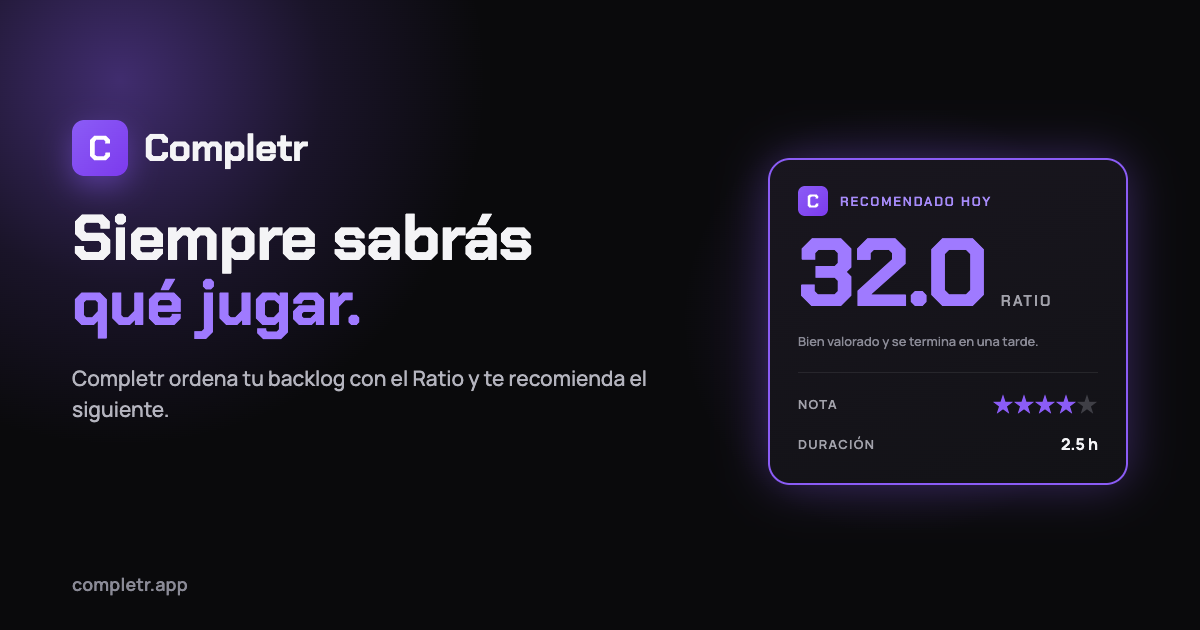 C Completr
Siempre sabrás
qué jugar.
Completr ordena tu backlog con el Ratio y te recomienda el
siguiente.
completr.app
C RECOMENDADO HOY
32.0 RATIO
Bien valorado y se termina en una tarde.
NOTA ★★★★★
DURACIÓN 2.5 h